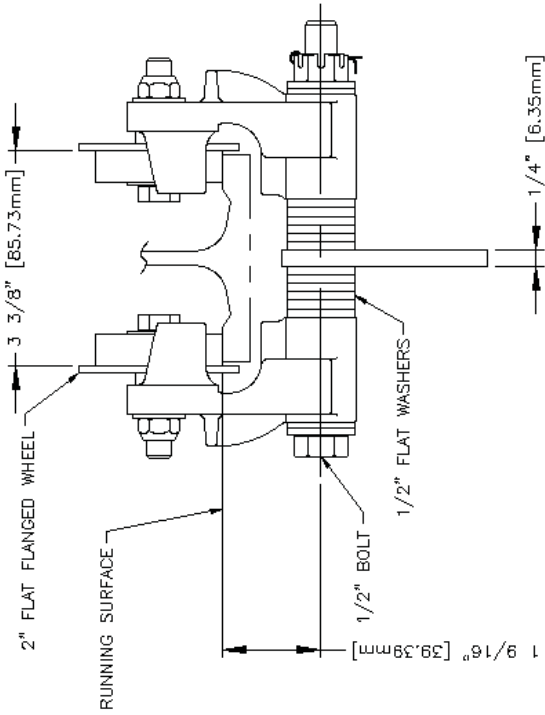 2" FLAT FLANGED WHEEL
3 3/8" [85.73mm]
RUNNING SURFACE
1/2" BOLT
1/2" FLAT WASHERS
1/4" [6.35mm]
1 9/16" [39.39mm]